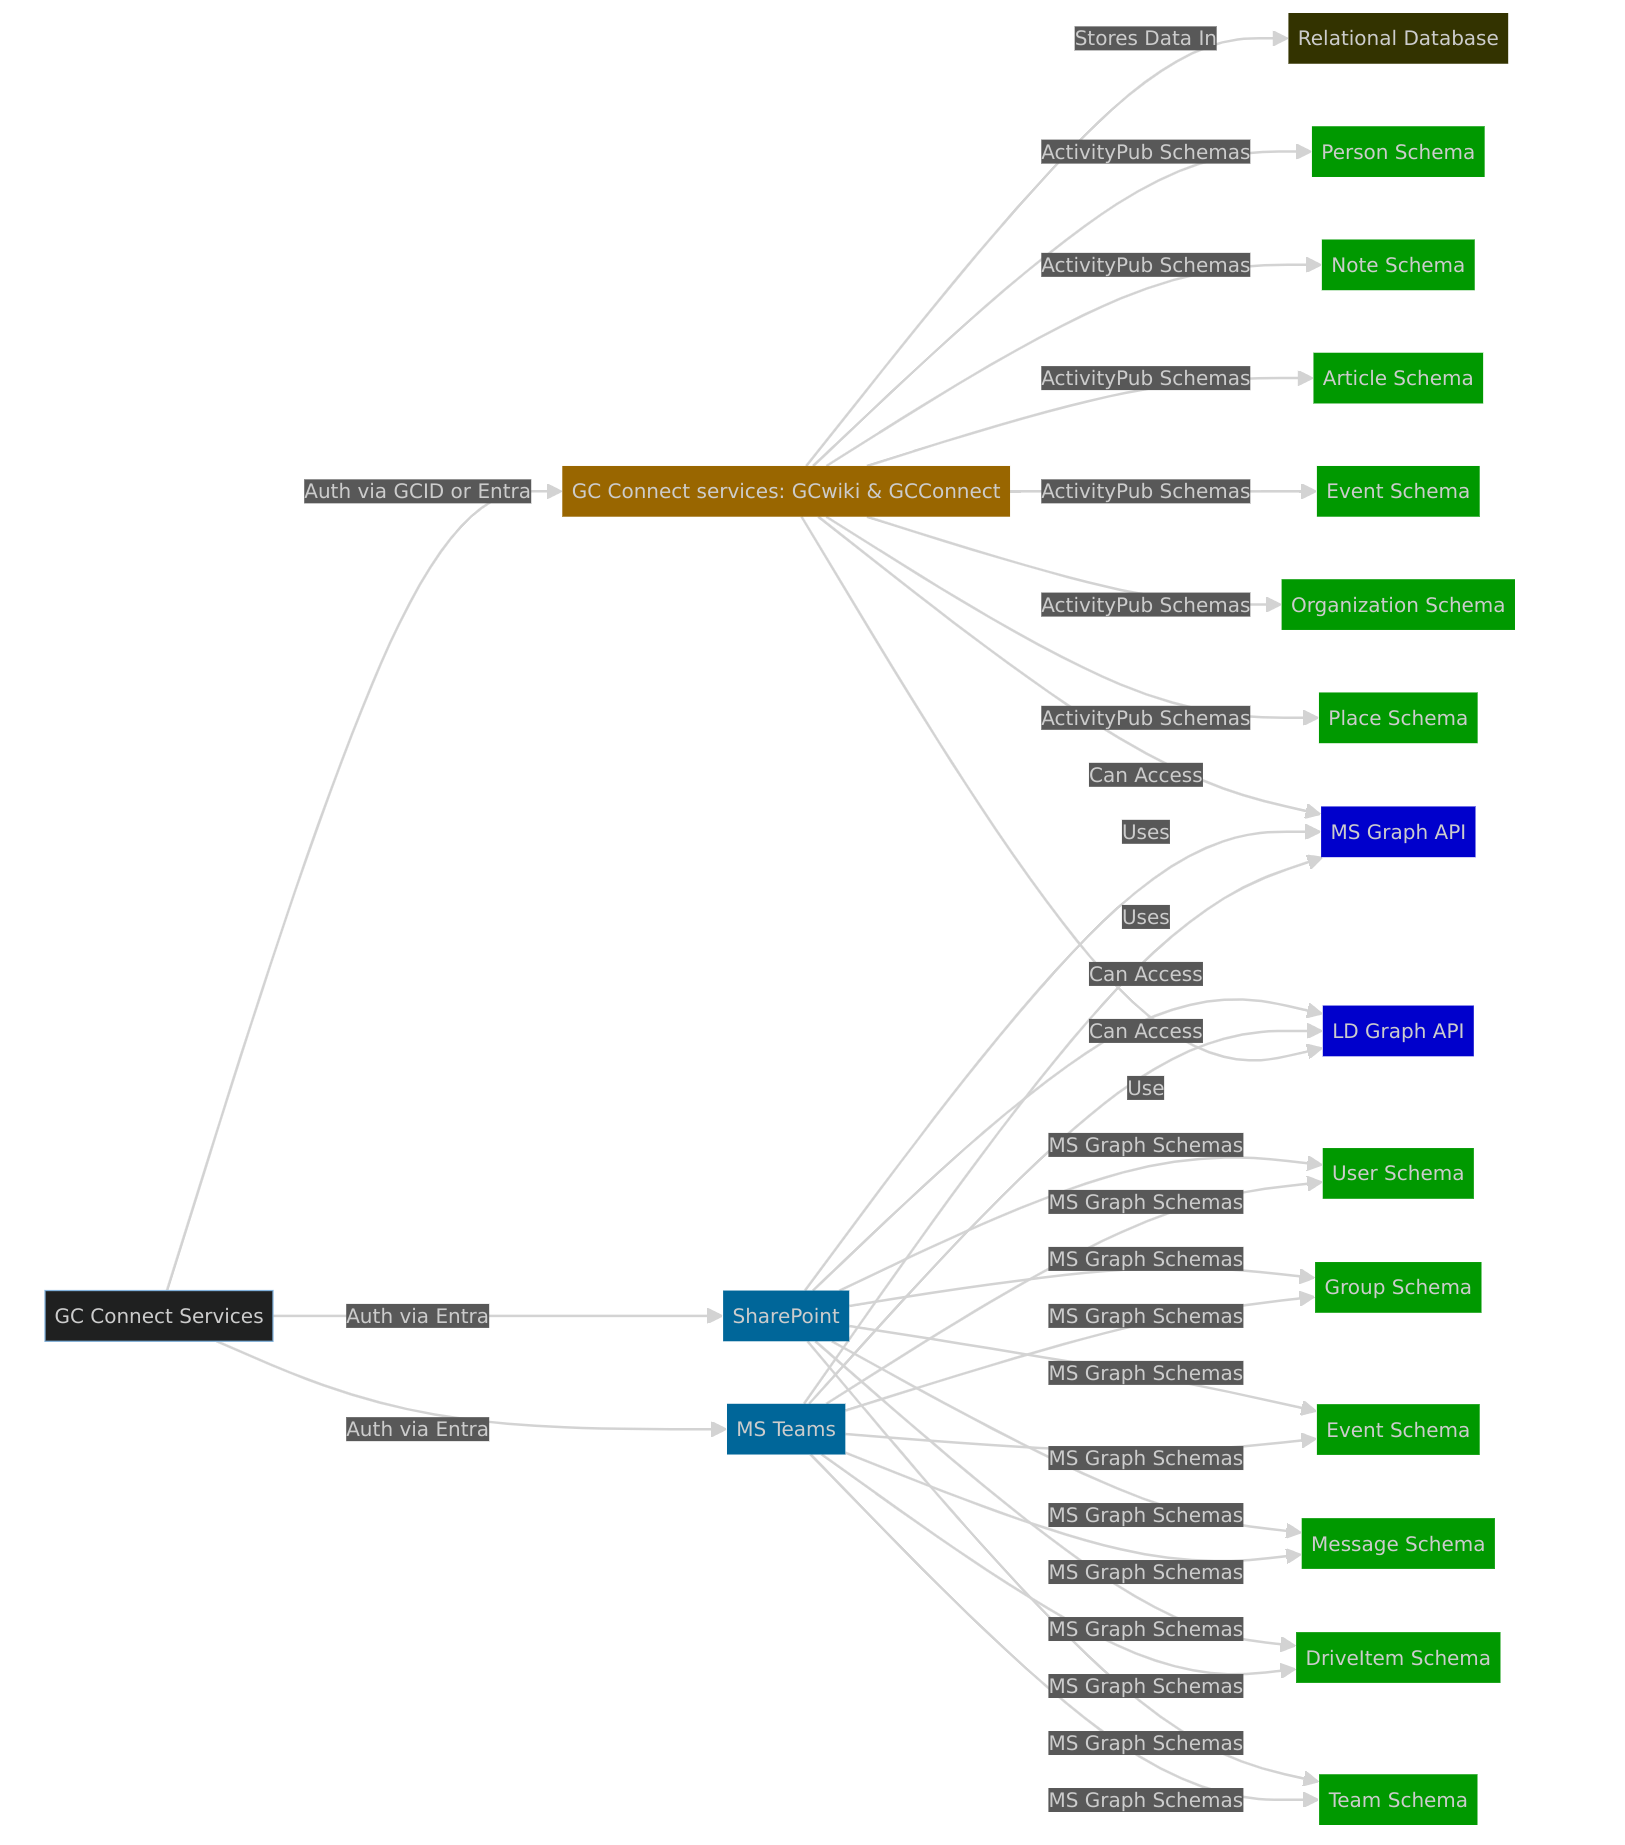 Stores Data In
Relational Database
ActivityPub Schemas
Person Schema
ActivityPub Schemas
Note Schema
ActivityPub Schemas
Article Schema
Auth via GCID or Entra
GC Connect services: GCwiki & GCConnect
ActivityPub Schemas
Event Schema
ActivityPub Schemas
Organization Schema
ActivityPub Schemas
Place Schema
Can Access
Uses
MS Graph API
Uses
Can Access
Can Access
LD Graph API
Use
MS Graph Schemas
User Schema
MS Graph Schemas
MS Graph Schemas
Group Schema
GC Connect Services
Auth via Entra
SharePoint
MS Graph Schemas
MS Graph Schemas
Auth via Entra
MS Teams
Event Schema
MS Graph Schemas
MS Graph Schemas
Message Schema
MS Graph Schemas
MS Graph Schemas
DriveItem Schema
MS Graph Schemas
MS Graph Schemas
MS Graph Schemas
Team Schema